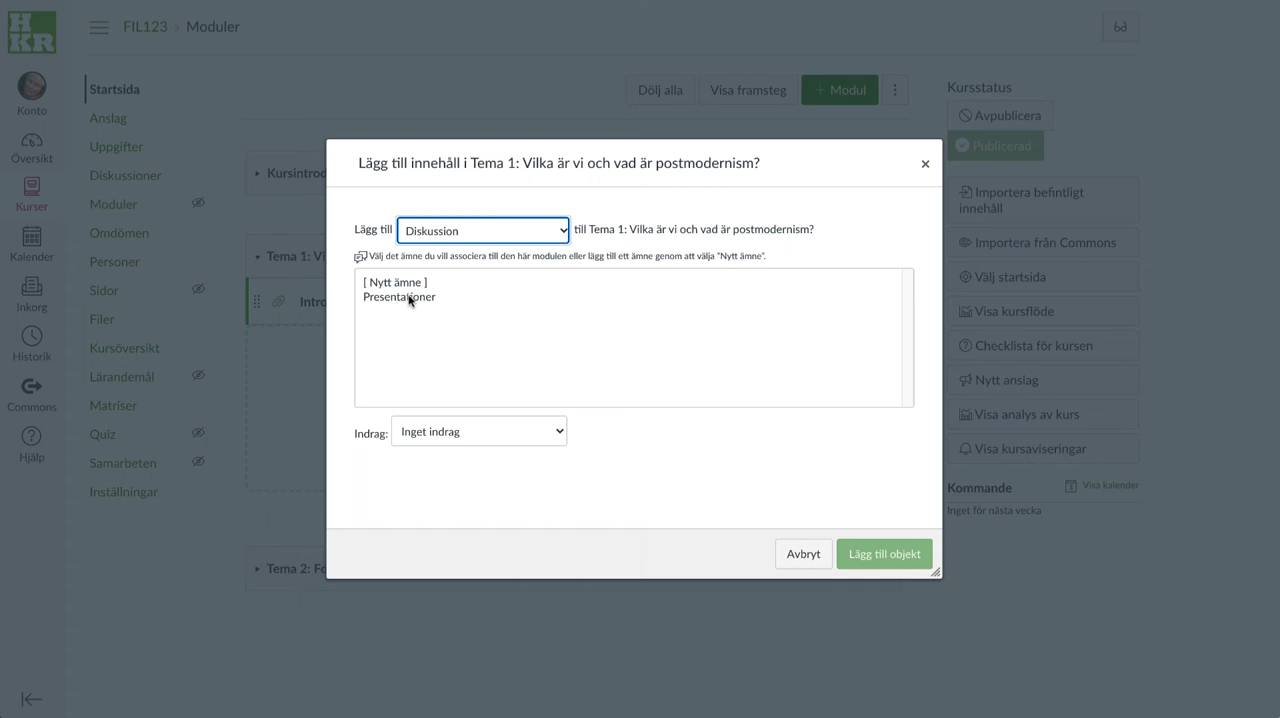 HKR
FIL123 › Moduler
Konto
Översikt
Kurser
Kalender
Inkorg
Historik
Commons
Hjälp
Startsida
Anslag
Uppgifter
Diskussioner
Moduler
Omdömen
Personer
Sidor
Filer
Kursöversikt
Lärandemål
Matriser
Quiz
Samarbeten
Inställningar
Dölj alla
Visa framsteg
+ Modul
Kursintrod
Tema 1: Vi
Intro
Tema 2: Fo
Lägg till innehåll i Tema 1: Vilka är vi och vad är postmodernism?
Lägg till Diskussion till Tema 1: Vilka är vi och vad är postmodernism?
Välj det ämne du vill associera till den här modulen eller lägg till ett ämne genom att välja "Nytt ämne".
[ Nytt ämne ]
Presentationer
Indrag: Inget indrag
Avbryt
Lägg till objekt
Kursstatus
Avpublicera
Publicerad
Importera befintligt
innehåll
Importera från Commons
Välj startsida
Visa kursflöde
Checklista för kursen
Nytt anslag
Visa analys av kurs
Visa kursaviseringar
Kommande
Visa kalender
Inget för nästa vecka